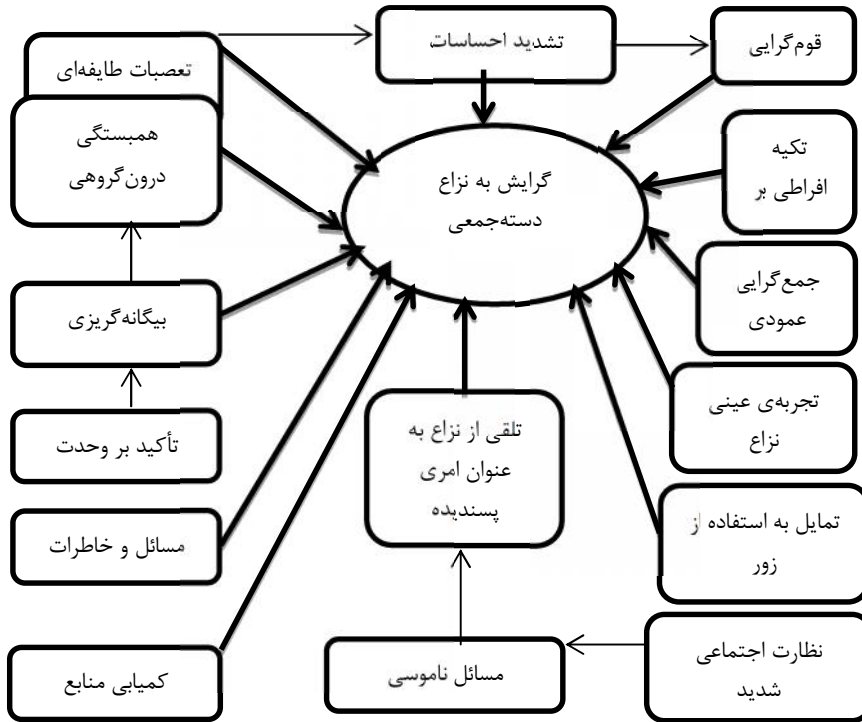 تشدید احساسات
قوم‌گرایی
تعصبات طایفه‌ای
همبستگی
درون‌گروهی
گرایش به نزاع
دسته‌جمعی
تکیه
افراطی بر
بیگانه‌گریزی
جمع‌گرایی
عمودی
تأکید بر وحدت
تلقی از نزاع به
عنوان امری
پسندیده
تجربه‌ی عینی
نزاع
مسائل و خاطرات
تمایل به استفاده از
زور
کمیابی منابع
مسائل ناموسی
نظارت اجتماعی
شدید